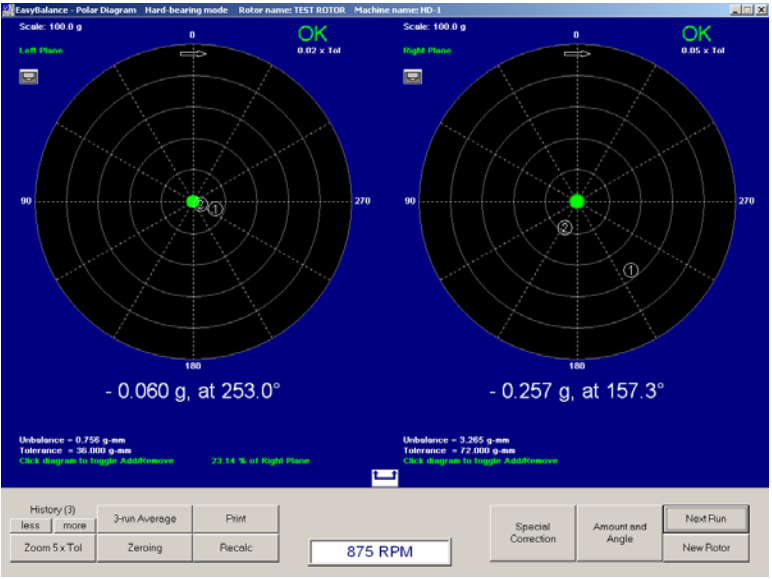 EasyBalance - Polar Diagram Hard-bearing mode Rotor name: TEST ROTOR Machine name: HD-1
Scale: 100.0 g
0
OK
Left Plane
0.02 x Tol
90
270
2
1
180
- 0.060 g, at 253.0°
Unbalance = 0.756 g-mm
Tolerance = 36.000 g-mm
Click diagram to toggle Add/Remove
23.14 % of Right Plane
Scale: 100.0 g
0
OK
Right Plane
0.05 x Tol
90
270
2
1
180
- 0.257 g, at 157.3°
Unbalance = 3.265 g-mm
Tolerance = 72.000 g-mm
Click diagram to toggle Add/Remove
History (3)
less
more
3-run Average
Print
Zoom 5 x Tol
Zeroing
Recalc
875 RPM
Special
Correction
Amount and
Angle
Next Run
New Rotor